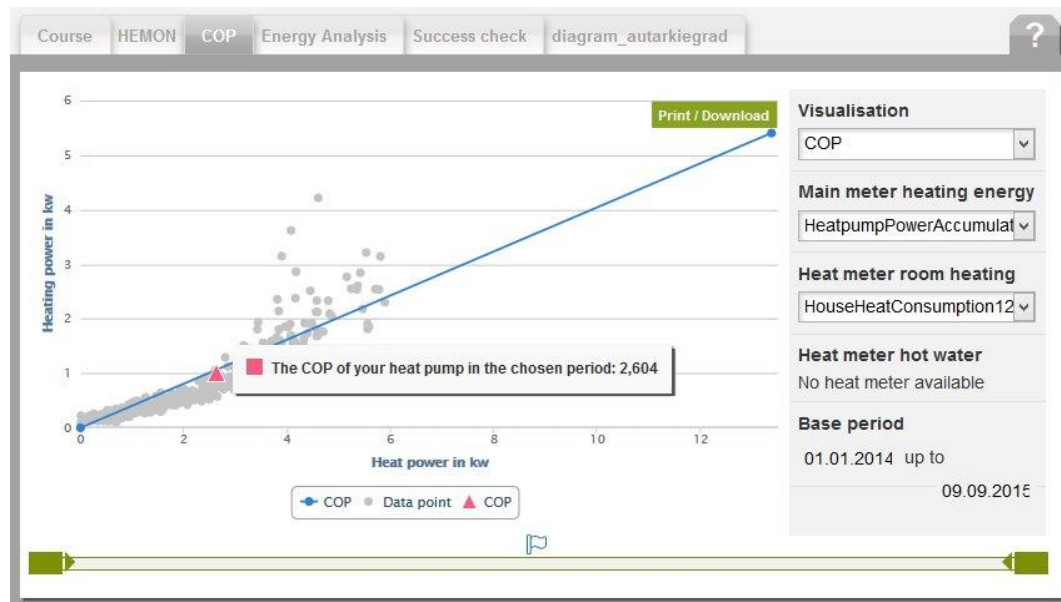 Course HEMON COP Energy Analysis Success check diagram_autarkiegrad ?
Print / Download
6
5
4
3
2
1
0
Heating power in kw
The COP of your heat pump in the chosen period: 2,604
0 2 4 6 8 10 12
Heat power in kw
COP Data point COP
Visualisation
COP
Main meter heating energy
HeatpumpPowerAccumulat
Heat meter room heating
HouseHeatConsumption12
Heat meter hot water
No heat meter available
Base period
01.01.2014 up to
09.09.2015